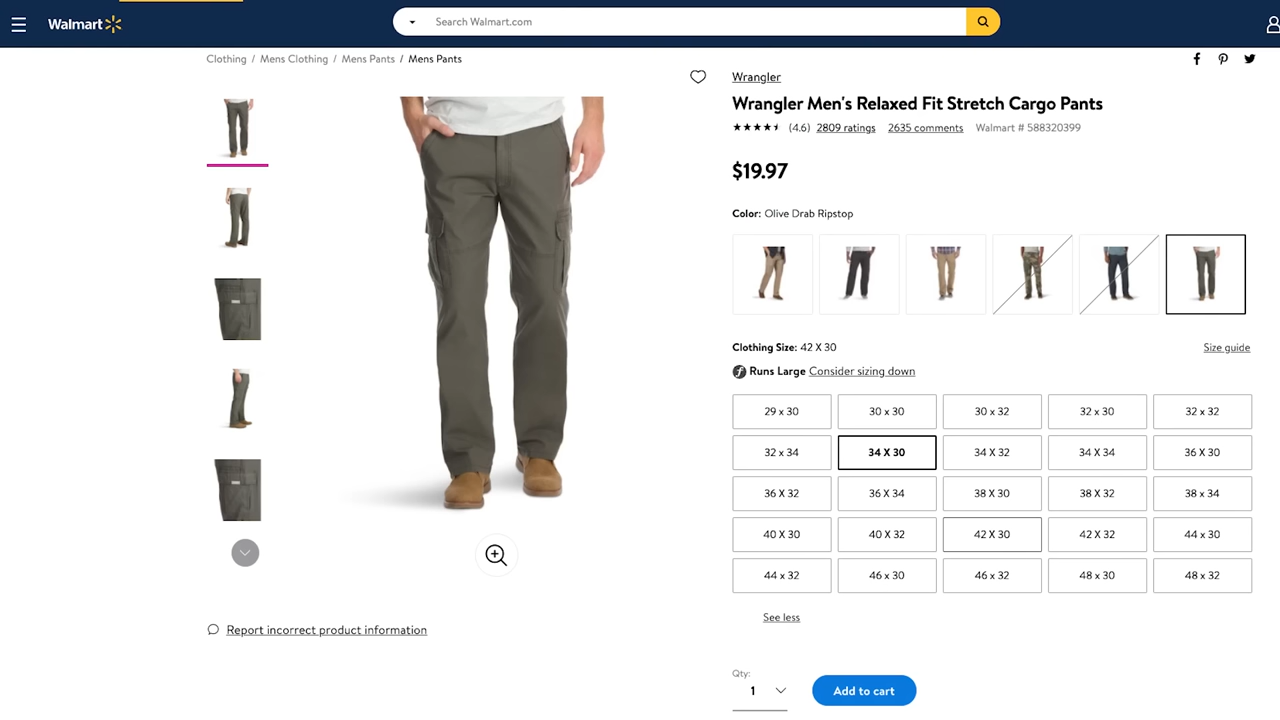 Walmart
Search Walmart.com
Clothing / Mens Clothing / Mens Pants / Mens Pants
Wrangler
Wrangler Men's Relaxed Fit Stretch Cargo Pants
(4.6) 2809 ratings 2635 comments Walmart # 588320399
$19.97
Color: Olive Drab Ripstop
Clothing Size: 42 X 30 Size guide
Runs Large Consider sizing down
29 x 30 30 x 30 30 x 32 32 x 30 32 x 32
32 x 34 34 X 30 34 X 32 34 X 34 36 X 30
36 X 32 36 X 34 38 X 30 38 X 32 38 x 34
40 X 30 40 X 32 42 X 30 42 X 32 44 x 30
44 x 32 46 x 30 46 x 32 48 x 30 48 x 32
See less
Report incorrect product information
Qty:
1 Add to cart